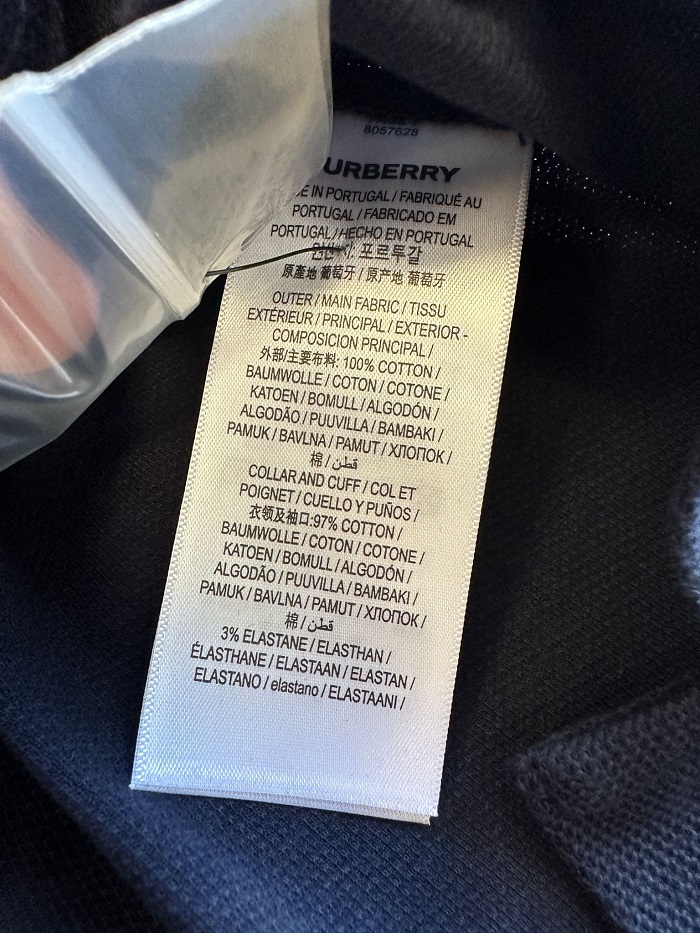 8057628
URBERRY
E IN PORTUGAL / FABRIQUÉ AU
PORTUGAL / FABRICADO EM
PORTUGAL / HECHO EN PORTUGAL
포르투갈
原產地 葡萄牙 / 原产地 葡萄牙
OUTER / MAIN FABRIC / TISSU
EXTÉRIEUR / PRINCIPAL / EXTERIOR -
COMPOSICION PRINCIPAL /
外部/主要布料: 100% COTTON /
BAUMWOLLE / COTON / COTONE /
KATOEN / BOMULL / ALGODÓN /
ALGODÃO / PUUVILLA / BAMBAKI /
PAMUK / BAVLNA / PAMUT / ХЛОПОК /
棉 / قطن
COLLAR AND CUFF / COL ET
POIGNET / CUELLO Y PUÑOS /
衣领及袖口:97% COTTON /
BAUMWOLLE / COTON / COTONE /
KATOEN / BOMULL / ALGODÓN /
ALGODÃO / PUUVILLA / BAMBAKI /
PAMUK / BAVLNA / PAMUT / ХЛОПОК /
棉 / قطن
3% ELASTANE / ELASTHAN /
ÉLASTHANE / ELASTAAN / ELASTAN /
ELASTANO / elastano / ELASTAANI /